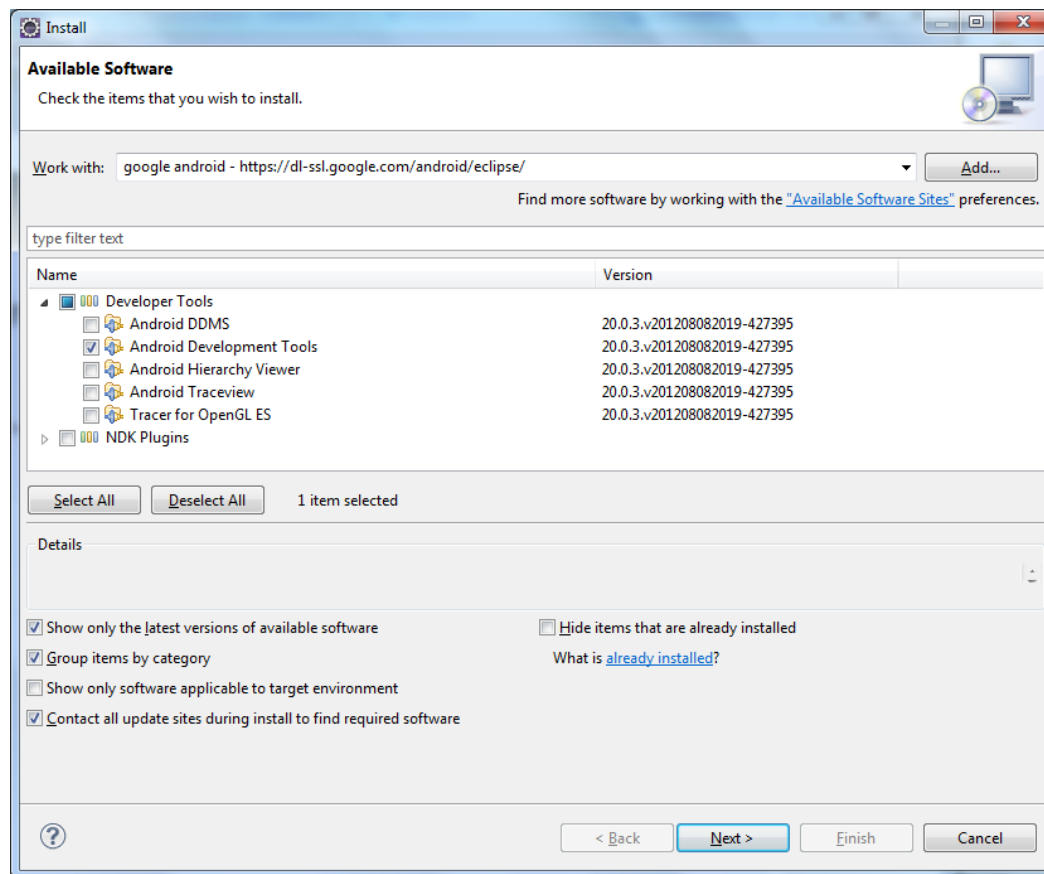 Install
Available Software
Check the items that you wish to install.
Work with: google android - https://dl-ssl.google.com/android/eclipse/ Add...
Find more software by working with the "Available Software Sites" preferences.
type filter text
Name Version
Developer Tools
Android DDMS 20.0.3.v201208082019-427395
Android Development Tools 20.0.3.v201208082019-427395
Android Hierarchy Viewer 20.0.3.v201208082019-427395
Android Traceview 20.0.3.v201208082019-427395
Tracer for OpenGL ES 20.0.3.v201208082019-427395
NDK Plugins
Select All Deselect All 1 item selected
Details
Show only the latest versions of available software Hide items that are already installed
Group items by category What is already installed?
Show only software applicable to target environment
Contact all update sites during install to find required software
? < Back Next > Finish Cancel